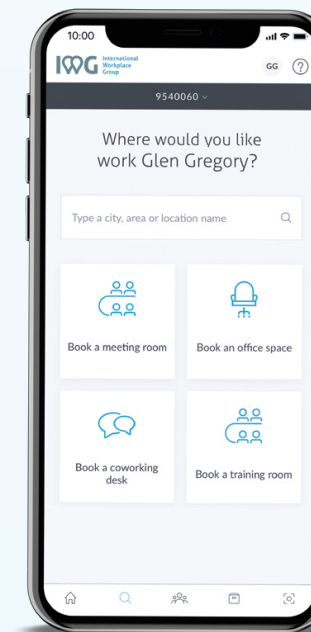 10:00
IWG International
Workplace
Group
GG ?
9540060
Where would you like
work Glen Gregory?
Type a city, area or location name
Book a meeting room
Book an office space
Book a coworking
desk
Book a training room